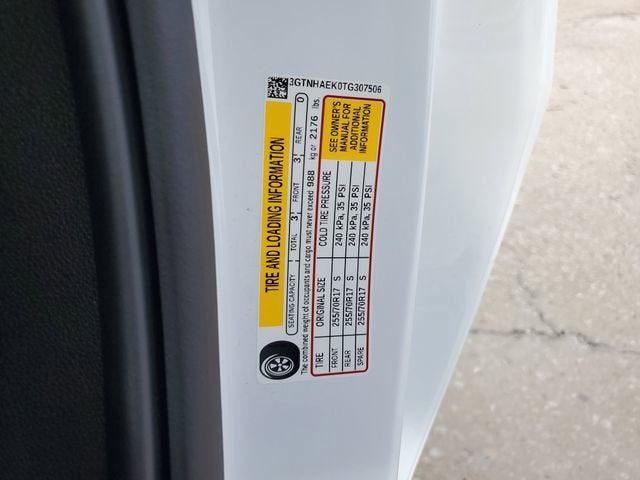 3GTNHAEK0TG307506
TIRE AND LOADING INFORMATION
SEATING CAPACITY TOTAL 3 FRONT 3 REAR 0
The combined weight of occupants and cargo must never exceed 988 kg or 2176 lbs.
TIRE ORIGINAL SIZE COLD TIRE PRESSURE
FRONT 255/70R17 S 240 kPa, 35 PSI
REAR 255/70R17 S 240 kPa, 35 PSI
SPARE 255/70R17 S 240 kPa, 35 PSI
SEE OWNER'S
MANUAL FOR
ADDITIONAL
INFORMATION